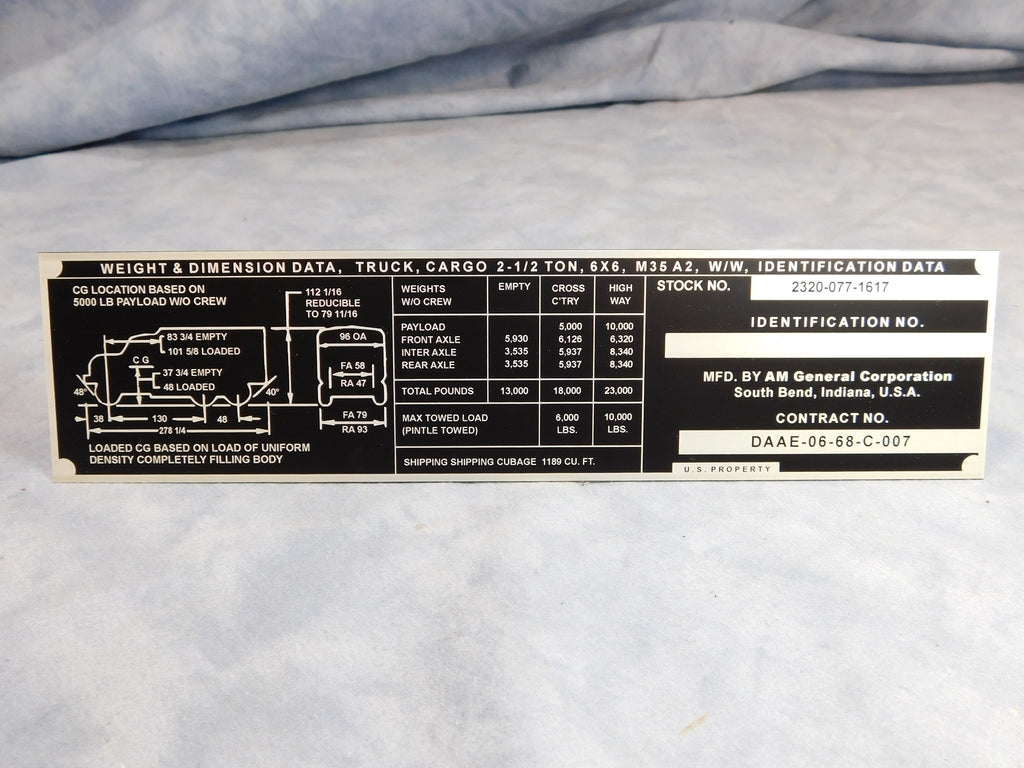 WEIGHT & DIMENSION DATA, TRUCK, CARGO 2-1/2 TON, 6X6, M35 A2, W/W, IDENTIFICATION DATA
CG LOCATION BASED ON
5000 LB PAYLOAD W/O CREW
112 1/16
REDUCIBLE
TO 79 11/16
83 3/4 EMPTY
101 5/8 LOADED
C G
37 3/4 EMPTY
48 LOADED
48°
40°
38
130
48
278 1/4
96 OA
FA 58
RA 47
FA 79
RA 93
LOADED CG BASED ON LOAD OF UNIFORM
DENSITY COMPLETELY FILLING BODY
WEIGHTS EMPTY CROSS HIGH
W/O CREW C'TRY WAY
PAYLOAD 5,000 10,000
FRONT AXLE 5,930 6,126 6,320
INTER AXLE 3,535 5,937 8,340
REAR AXLE 3,535 5,937 8,340
TOTAL POUNDS 13,000 18,000 23,000
MAX TOWED LOAD 6,000 10,000
(PINTLE TOWED) LBS. LBS.
SHIPPING SHIPPING CUBAGE 1189 CU. FT.
STOCK NO. 2320-077-1617
IDENTIFICATION NO.
MFD. BY AM General Corporation
South Bend, Indiana, U.S.A.
CONTRACT NO.
DAAE-06-68-C-007
U.S. PROPERTY